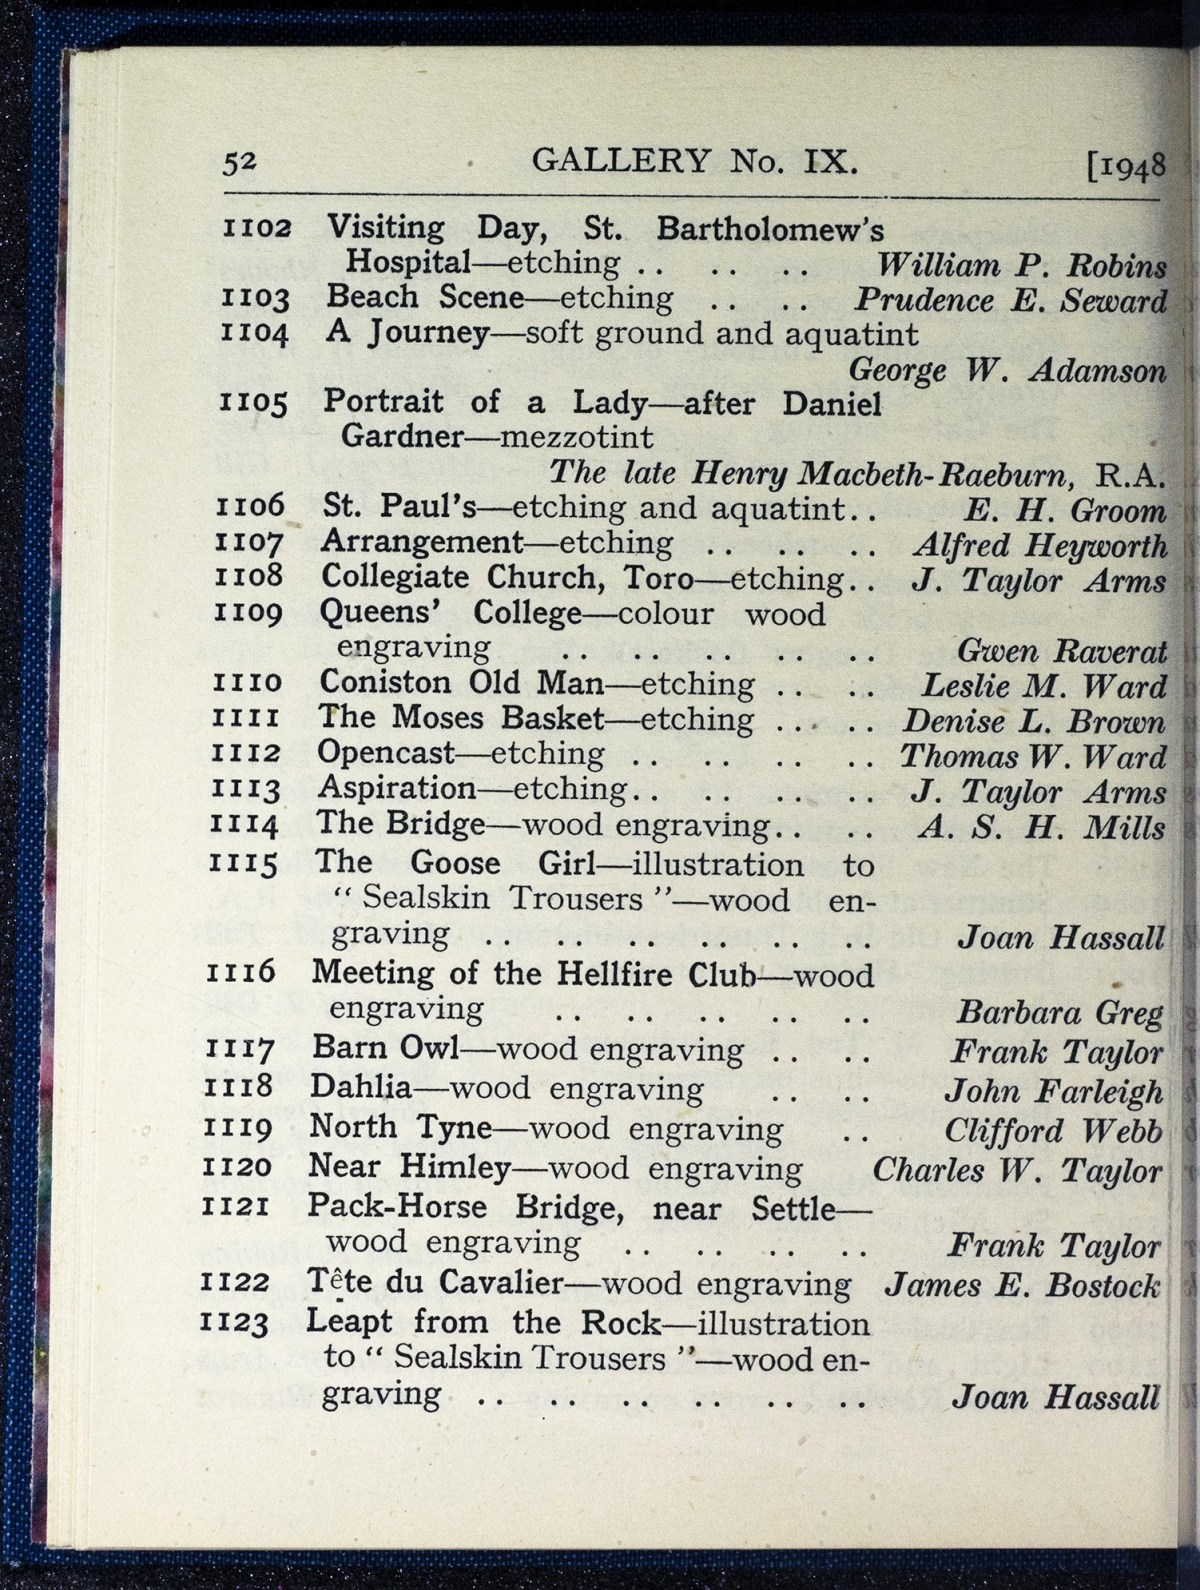 52 GALLERY No. IX. [1948
1102 Visiting Day, St. Bartholomew's
Hospital—etching .. .. .. William P. Robins
1103 Beach Scene—etching .. .. Prudence E. Seward
1104 A Journey—soft ground and aquatint
George W. Adamson
1105 Portrait of a Lady—after Daniel
Gardner—mezzotint
The late Henry Macbeth-Raeburn, R.A.
1106 St. Paul's—etching and aquatint.. E. H. Groom
1107 Arrangement—etching .. .. .. Alfred Heyworth
1108 Collegiate Church, Toro—etching.. J. Taylor Arms
1109 Queens' College—colour wood
engraving .. .. .. .. .. Gwen Raverat
1110 Coniston Old Man—etching .. .. Leslie M. Ward
1111 The Moses Basket—etching .. .. Denise L. Brown
1112 Opencast—etching .. .. .. .. Thomas W. Ward
1113 Aspiration—etching.. .. .. .. J. Taylor Arms
1114 The Bridge—wood engraving.. .. A. S. H. Mills
1115 The Goose Girl—illustration to
" Sealskin Trousers "—wood en-
graving .. .. .. .. .. .. Joan Hassall
1116 Meeting of the Hellfire Club—wood
engraving .. .. .. .. .. Barbara Greg
1117 Barn Owl—wood engraving .. .. Frank Taylor
1118 Dahlia—wood engraving .. .. John Farleigh
1119 North Tyne—wood engraving .. Clifford Webb
1120 Near Himley—wood engraving Charles W. Taylor
1121 Pack-Horse Bridge, near Settle—
wood engraving .. .. .. .. Frank Taylor
1122 Tête du Cavalier—wood engraving James E. Bostock
1123 Leapt from the Rock—illustration
to " Sealskin Trousers "—wood en-
graving .. .. .. .. .. .. Joan Hassall